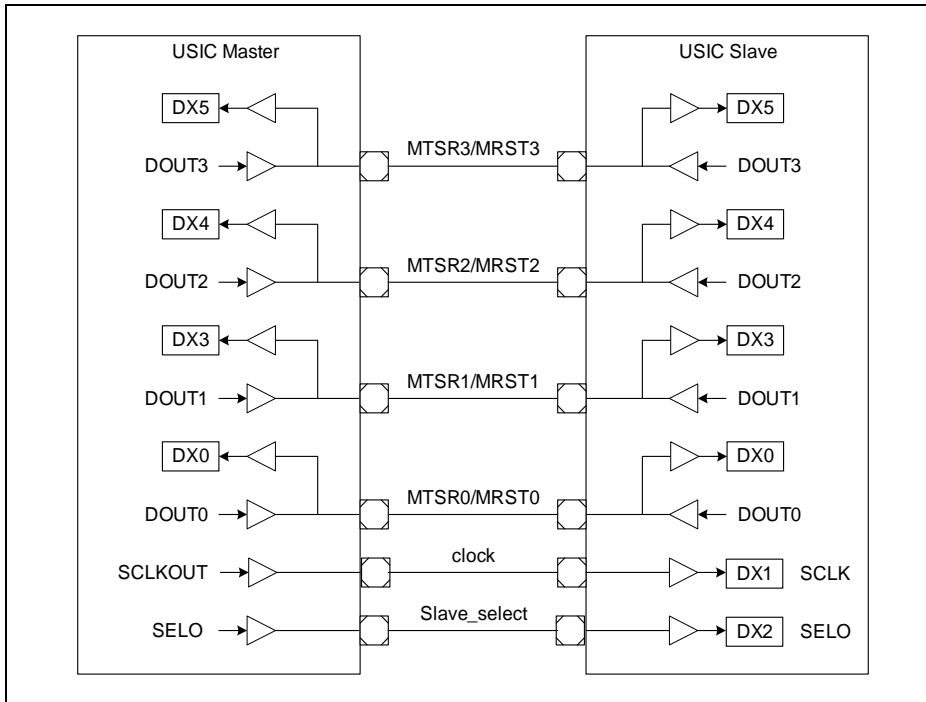 USIC Master USIC Slave
DX5 DX5
MTSR3/MRST3
DOUT3 DOUT3
DX4 DX4
MTSR2/MRST2
DOUT2 DOUT2
DX3 DX3
MTSR1/MRST1
DOUT1 DOUT1
DX0 DX0
MTSR0/MRST0
DOUT0 DOUT0
clock
SCLKOUT DX1 SCLK
Slave_select
SELO DX2 SELO